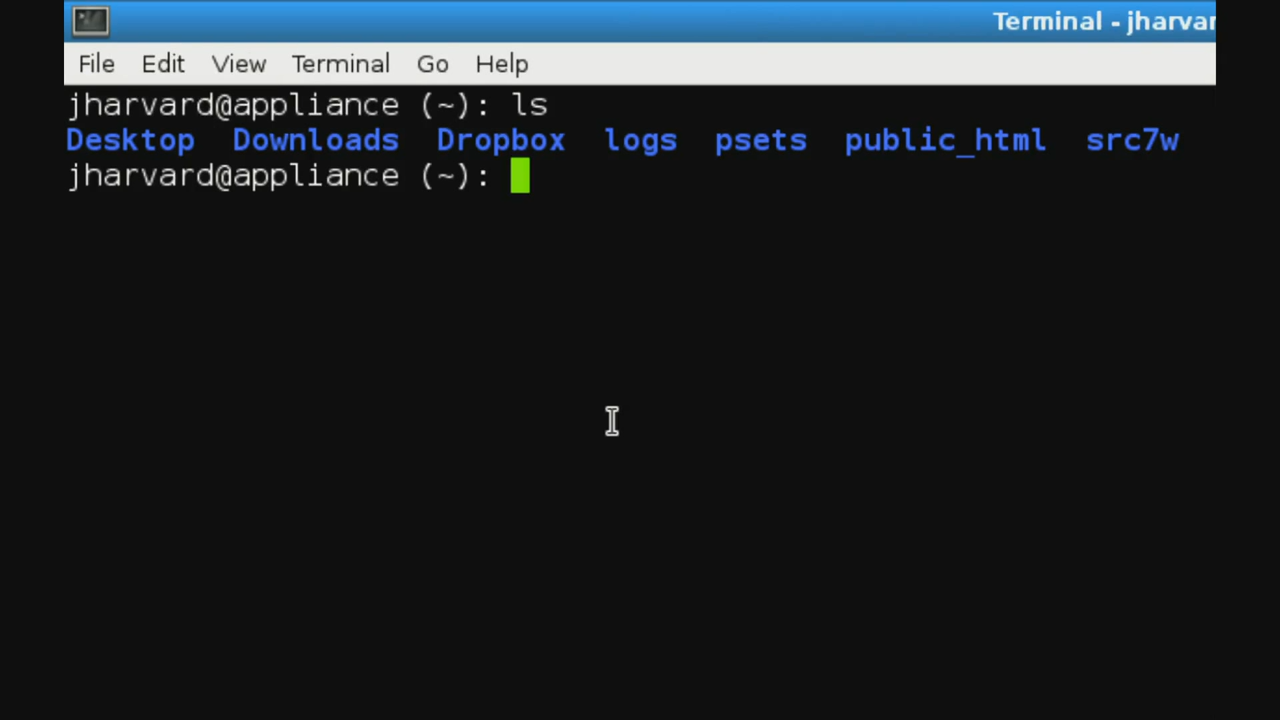 Terminal - jharvar
File Edit View Terminal Go Help
jharvard@appliance (~): ls
Desktop Downloads Dropbox logs psets public_html src7w
jharvard@appliance (~):